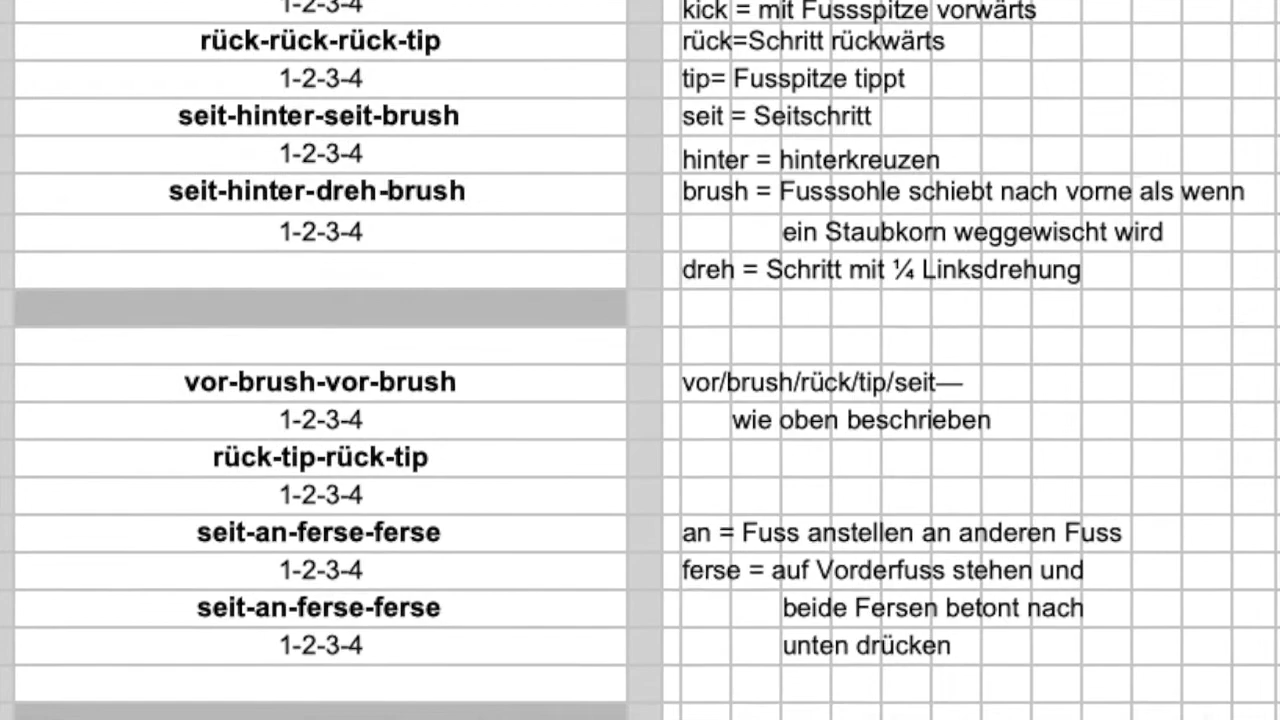 1-2-3-4
rück-rück-rück-tip
1-2-3-4
seit-hinter-seit-brush
1-2-3-4
seit-hinter-dreh-brush
1-2-3-4
vor-brush-vor-brush
1-2-3-4
rück-tip-rück-tip
1-2-3-4
seit-an-ferse-ferse
1-2-3-4
seit-an-ferse-ferse
1-2-3-4
kick = mit Fussspitze vorwärts
rück=Schritt rückwärts
tip= Fusspitze tippt
seit = Seitschritt
hinter = hinterkreuzen
brush = Fusssohle schiebt nach vorne als wenn
ein Staubkorn weggewischt wird
dreh = Schritt mit ¼ Linksdrehung
vor/brush/rück/tip/seit—
wie oben beschrieben
an = Fuss anstellen an anderen Fuss
ferse = auf Vorderfuss stehen und
beide Fersen betont nach
unten drücken